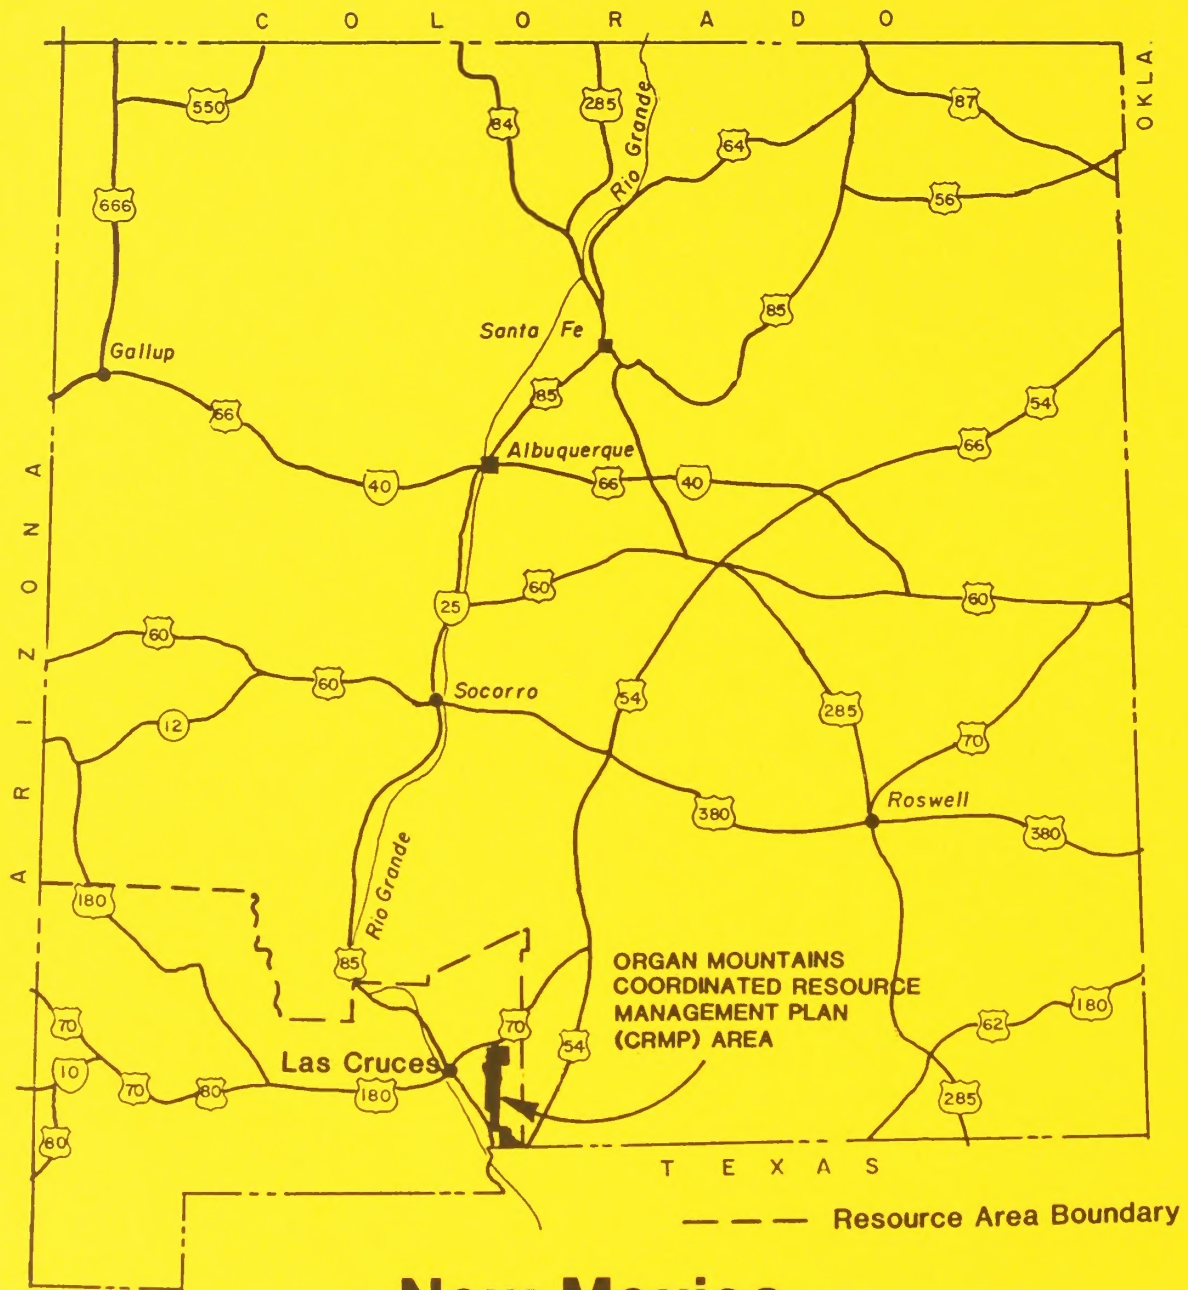 C O L O R A D O
OKLA.
550
84
285
Rio Grande
87
64
666
56
85
Santa Fe
Gallup
85
54
66
66
Albuquerque
40
66
40
ARIZONA
25
60
60
60
60
Socorro
12
54
285
70
Roswell
380
380
180
Rio Grande
85
ORGAN MOUNTAINS
COORDINATED RESOURCE
MANAGEMENT PLAN
(CRMP) AREA
180
62
70
70
54
Las Cruces
10
70
80
180
285
80
T E X A S
Resource Area Boundary
New Mexico